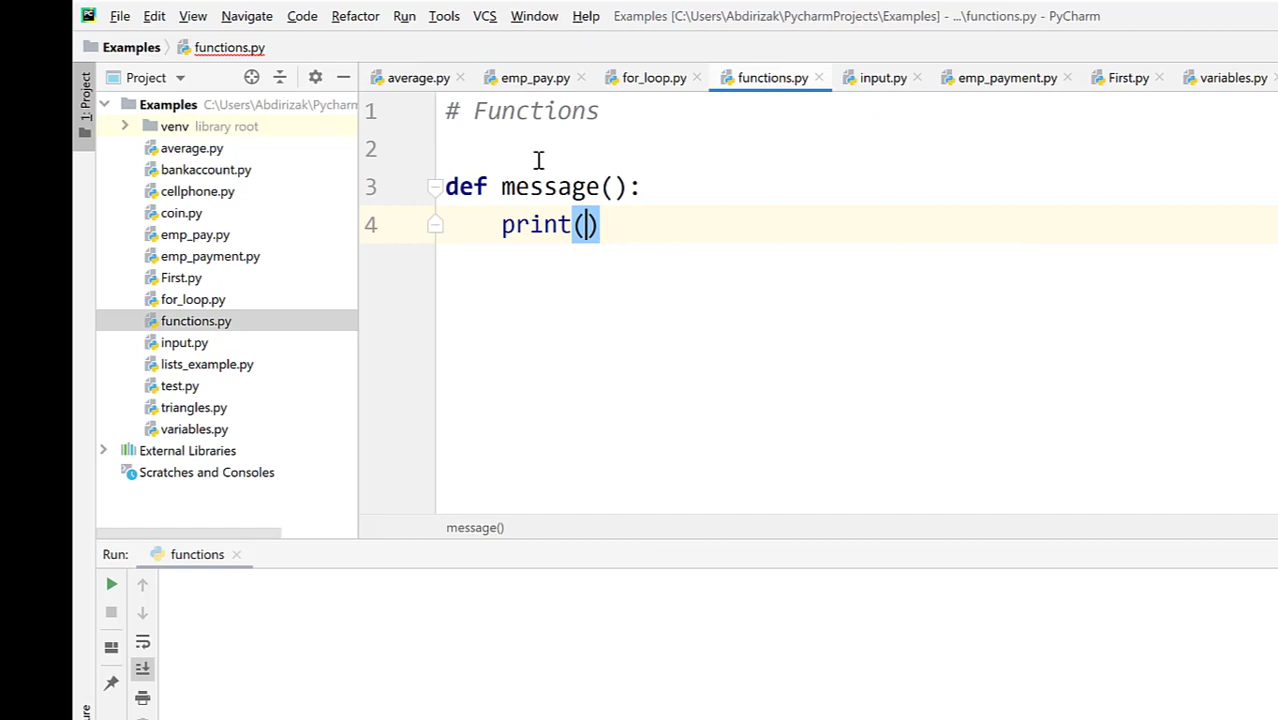 PC File Edit View Navigate Code Refactor Run Tools VCS Window Help Examples [C:\Users\Abdirizak\PycharmProjects\Examples] - ...\functions.py - PyCharm
Examples functions.py
Project average.py emp_pay.py for_loop.py functions.py input.py emp_payment.py First.py variables.py
1: Project
Examples C:\Users\Abdirizak\Pycharm
venv library root
average.py
bankaccount.py
cellphone.py
coin.py
emp_pay.py
emp_payment.py
First.py
for_loop.py
functions.py
input.py
lists_example.py
test.py
triangles.py
variables.py
External Libraries
Scratches and Consoles
1 # Functions
2
3 def message():
4 print()
message()
Run: functions